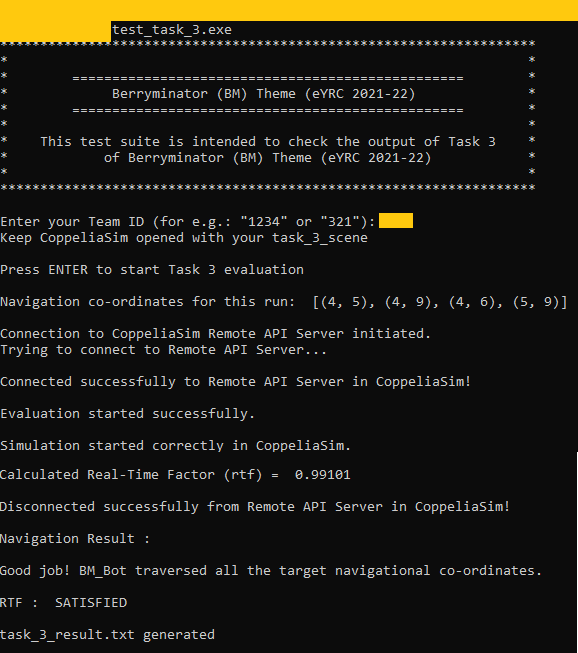 test_task_3.exe
*******************************************************************
* *
* ================================================= *
* Berryminator (BM) Theme (eYRC 2021-22) *
* ================================================= *
* *
* This test suite is intended to check the output of Task 3 *
* of Berryminator (BM) Theme (eYRC 2021-22) *
* *
*******************************************************************
Enter your Team ID (for e.g.: "1234" or "321"):
Keep CoppeliaSim opened with your task_3_scene
Press ENTER to start Task 3 evaluation
Navigation co-ordinates for this run:  [(4, 5), (4, 9), (4, 6), (5, 9)]
Connection to CoppeliaSim Remote API Server initiated.
Trying to connect to Remote API Server...
Connected successfully to Remote API Server in CoppeliaSim!
Evaluation started successfully.
Simulation started correctly in CoppeliaSim.
Calculated Real-Time Factor (rtf) =  0.99101
Disconnected successfully from Remote API Server in CoppeliaSim!
Navigation Result :
Good job! BM_Bot traversed all the target navigational co-ordinates.
RTF :  SATISFIED
task_3_result.txt generated